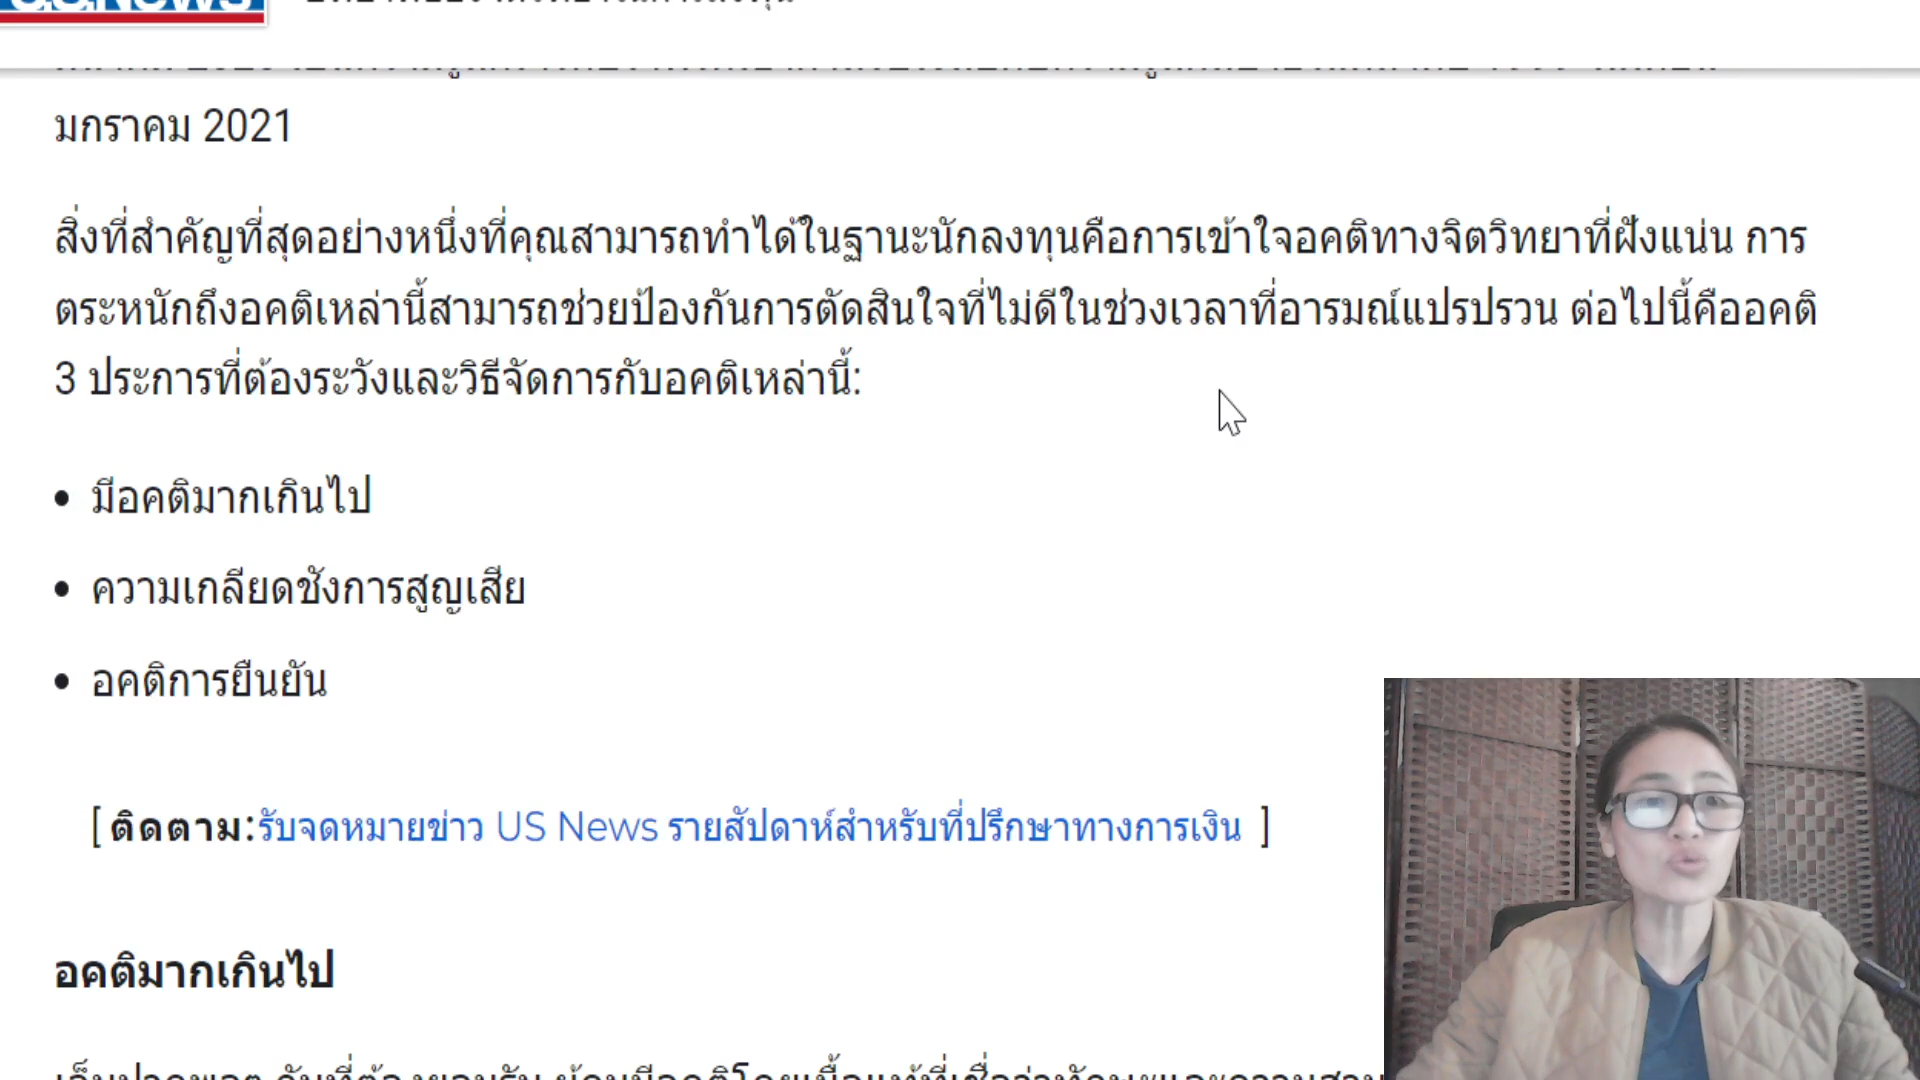 U.S.News
มกราคม 2021
สิ่งที่สำคัญที่สุดอย่างหนึ่งที่คุณสามารถทำได้ในฐานะนักลงทุนคือการเข้าใจอคติทางจิตวิทยาที่ฝังแน่น การ
ตระหนักถึงอคติเหล่านี้สามารถช่วยป้องกันการตัดสินใจที่ไม่ดีในช่วงเวลาที่อารมณ์แปรปรวน ต่อไปนี้คืออคติ
3 ประการที่ต้องระวังและวิธีจัดการกับอคติเหล่านี้:
• มีอคติมากเกินไป
• ความเกลียดชังการสูญเสีย
• อคติการยืนยัน
[ ติดตาม:รับจดหมายข่าว US News รายสัปดาห์สำหรับที่ปรึกษาทางการเงิน ]
อคติมากเกินไป